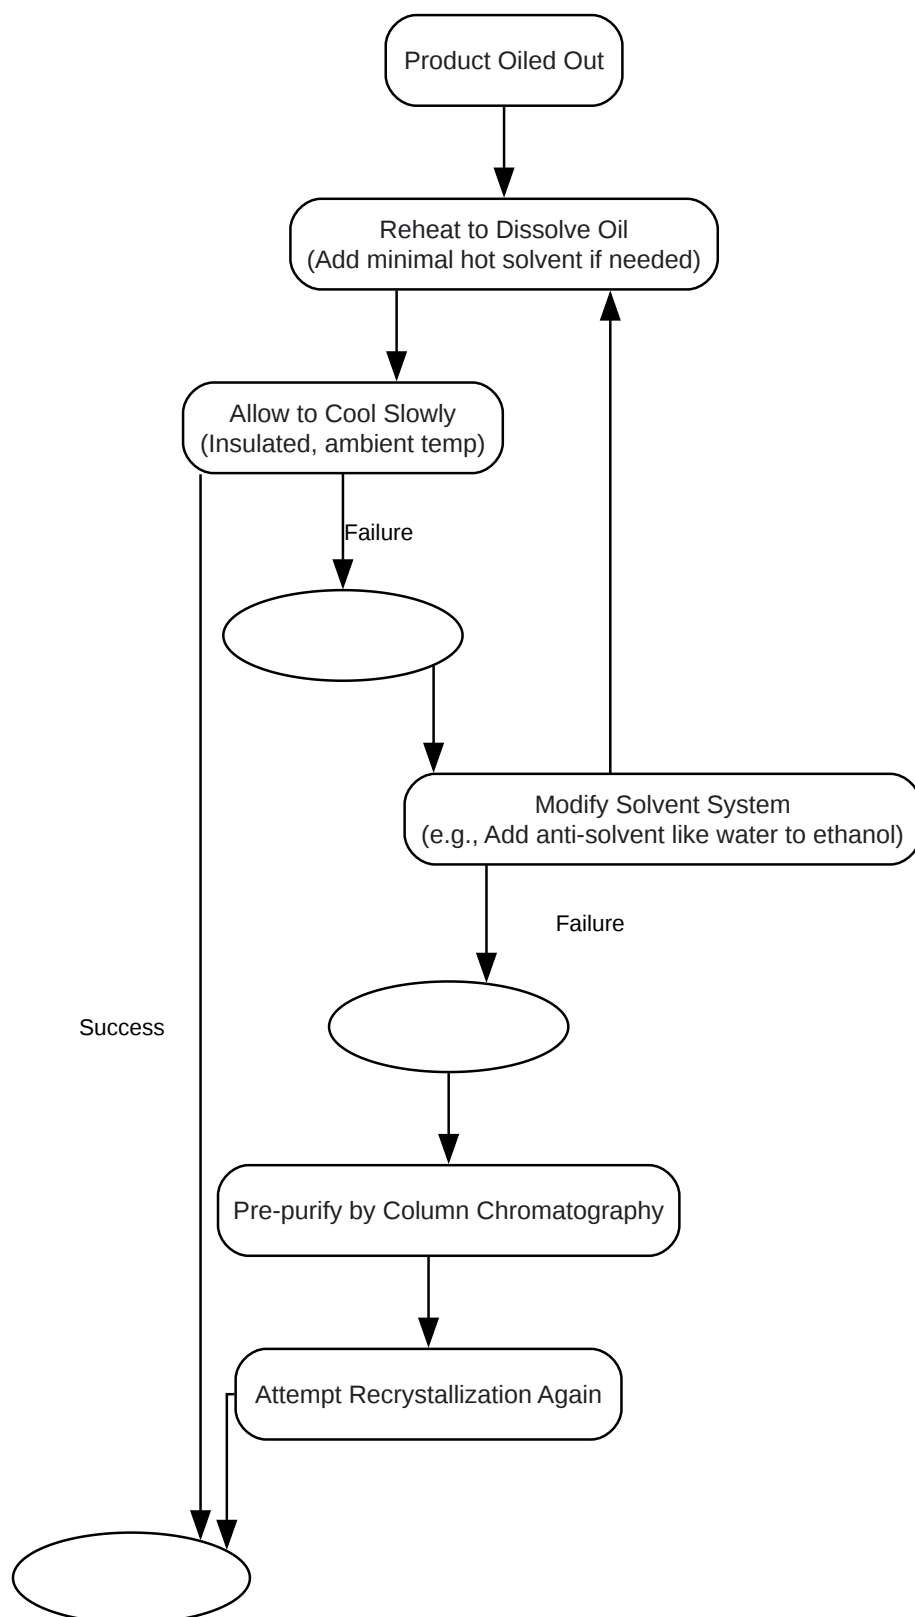 Product Oiled Out
Reheat to Dissolve Oil
(Add minimal hot solvent if needed)
Allow to Cool Slowly
(Insulated, ambient temp)
Failure
Modify Solvent System
(e.g., Add anti-solvent like water to ethanol)
Failure
Success
Pre-purify by Column Chromatography
Attempt Recrystallization Again